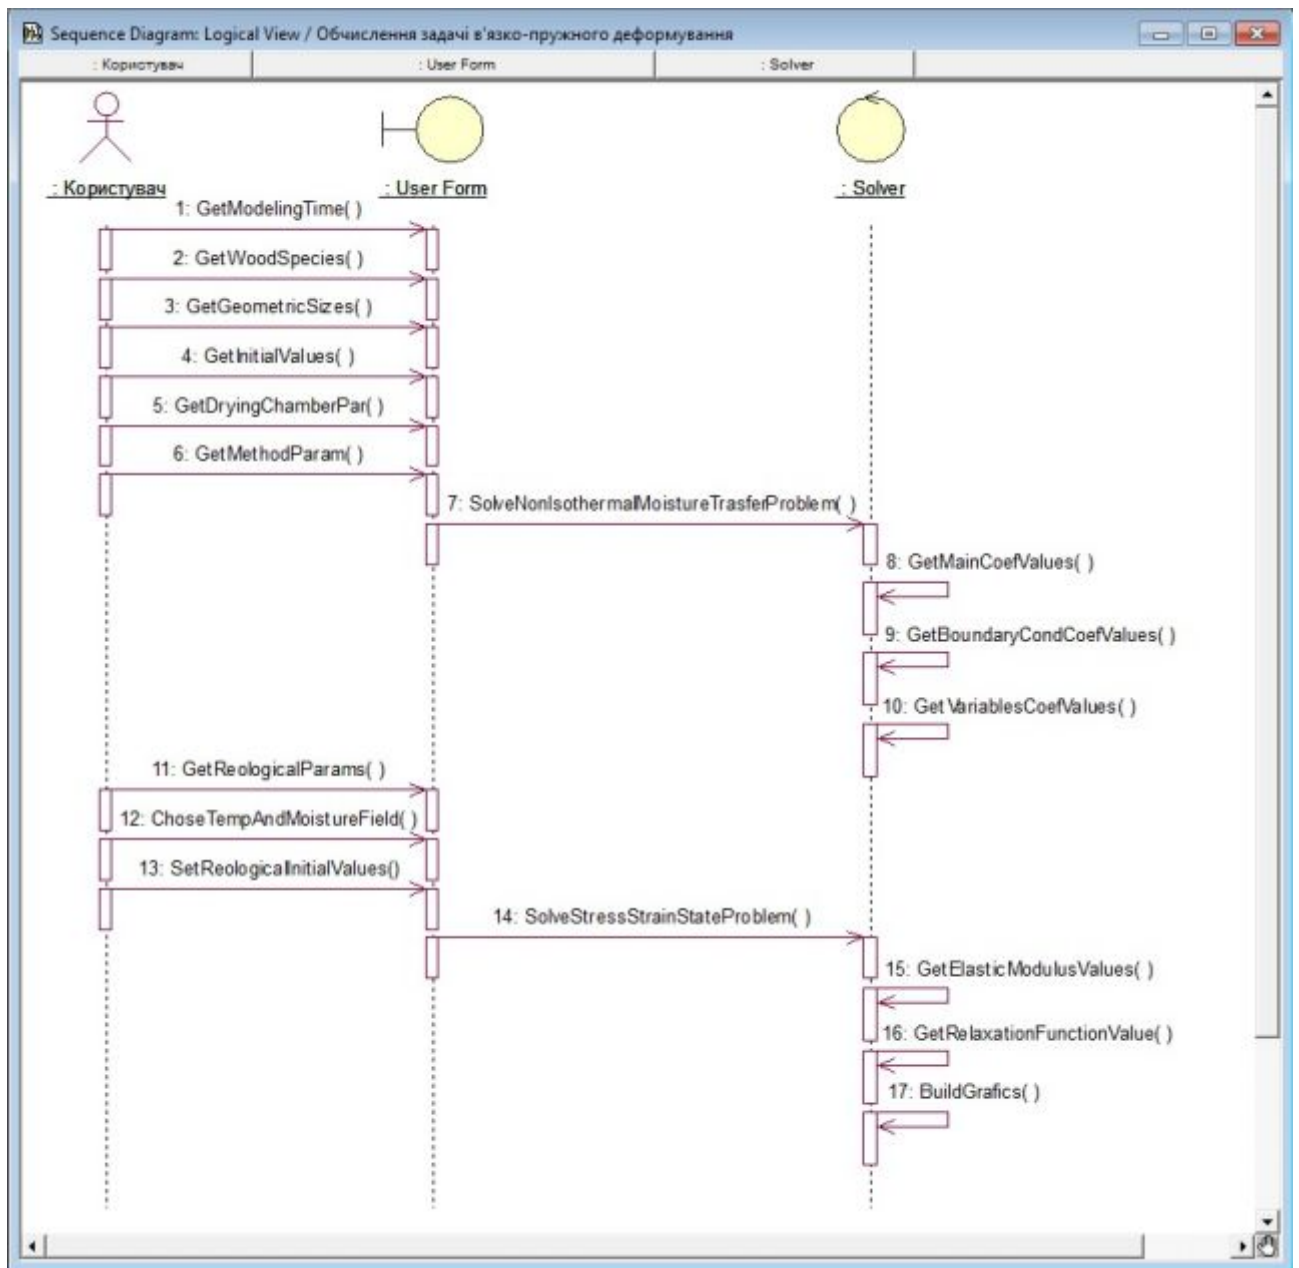 Sequence Diagram: Logical View / Обчислення задачі в'язко-пружного деформування
: Користувач
: User Form
: Solver
: Користувач
: User Form
: Solver
1: GetModelingTime( )
2: GetWoodSpecies( )
3: GetGeometricSizes( )
4: GetInitialValues( )
5: GetDryingChamberPar( )
6: GetMethodParam( )
7: SolveNonIsothermalMoistureTrasferProblem( )
8: GetMainCoefValues( )
9: GetBoundaryCondCoefValues( )
10: GetVariablesCoefValues( )
11: GetReologicalParams( )
12: ChoseTempAndMoistureField( )
13: SetReologicalInitialValues()
14: SolveStressStrainStateProblem( )
15: GetElasticModulusValues( )
16: GetRelaxationFunctionValue( )
17: BuildGrafics( )